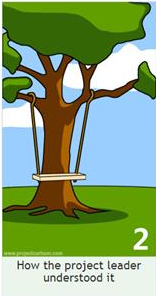 2
www.projectcartoon.com
How the project leader
understood it